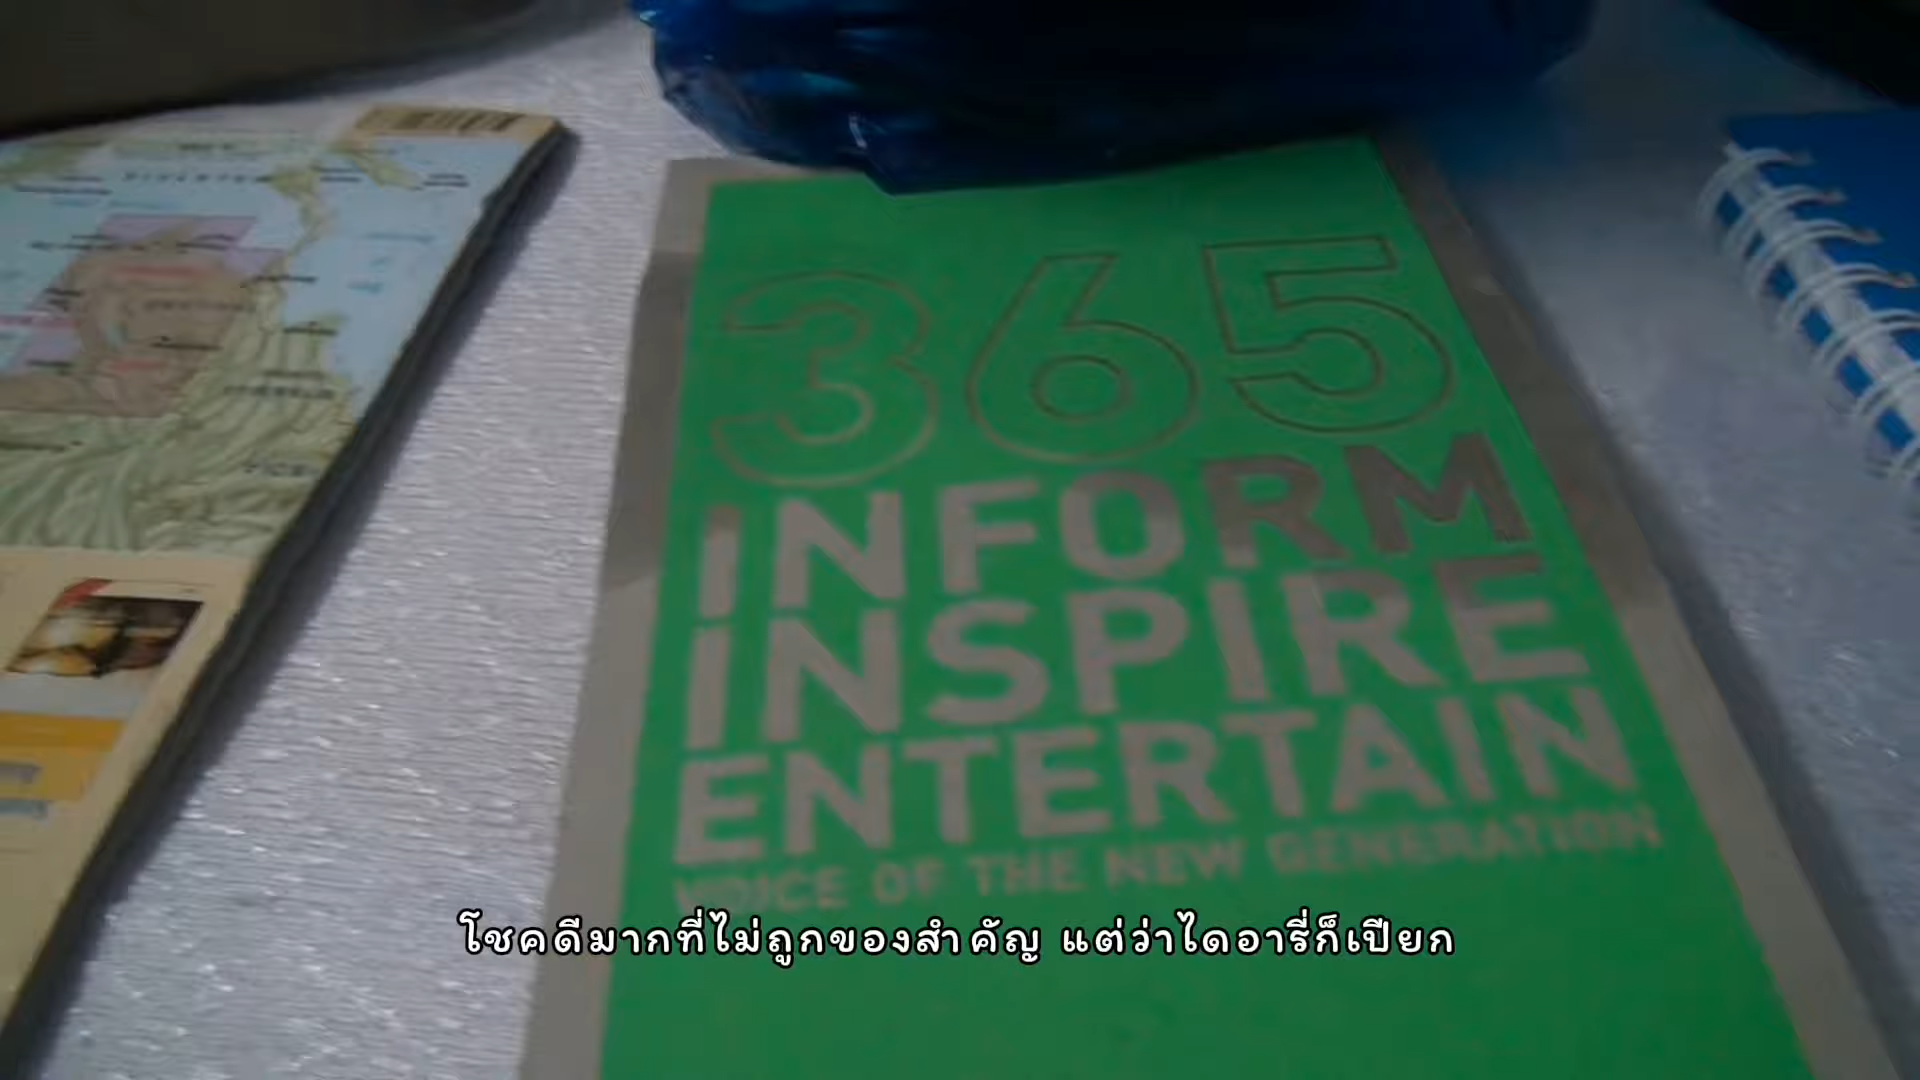 365
INFORM
INSPIRE
ENTERTAIN
VOICE OF THE NEW GENERATION
โชคดีมากที่ไม่ถูกของสำคัญ แต่ว่าไดอารี่ก็เปียก